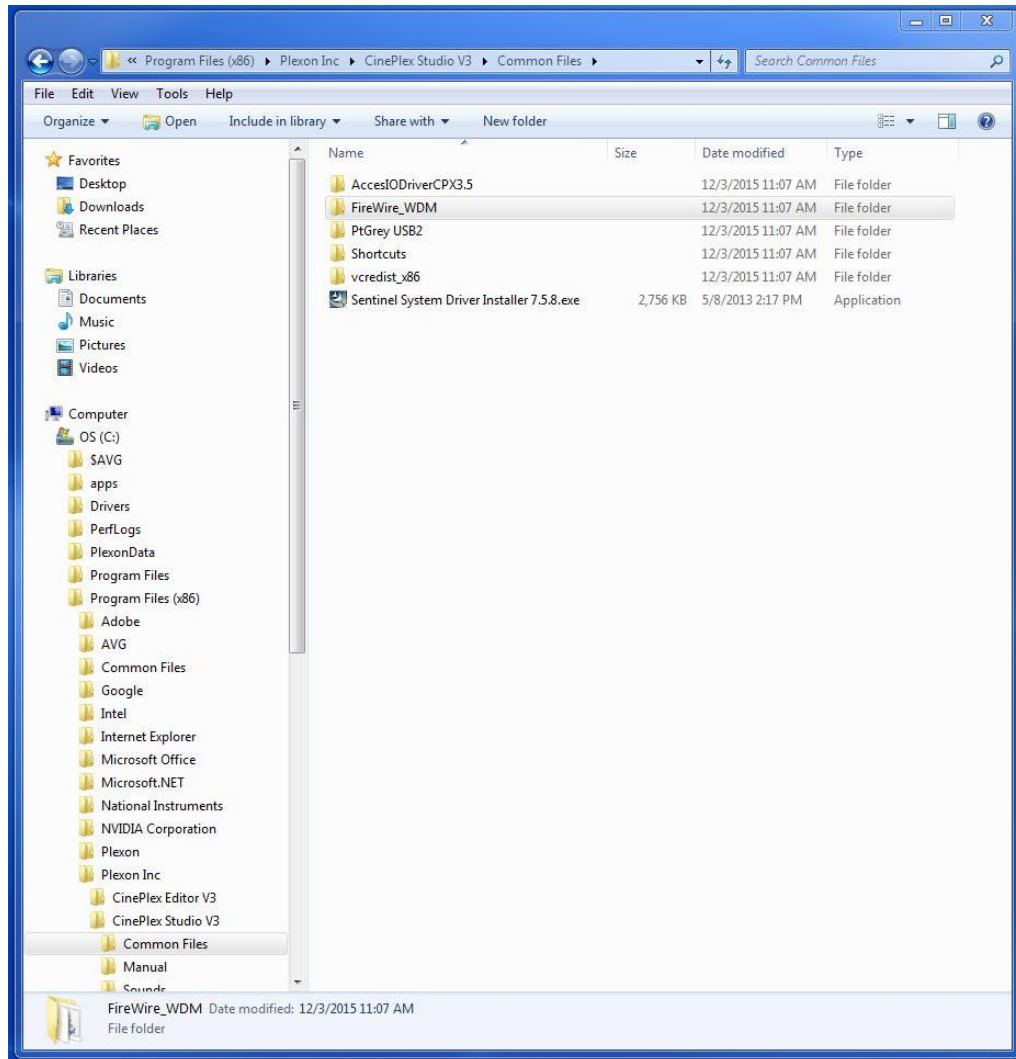 « Program Files (x86) Plexon Inc CinePlex Studio V3 Common Files Search Common Files
File Edit View Tools Help
Organize Open Include in library Share with New folder
Name Size Date modified Type
AccesIODriverCPX3.5 12/3/2015 11:07 AM File folder
FireWire_WDM 12/3/2015 11:07 AM File folder
PtGrey USB2 12/3/2015 11:07 AM File folder
Shortcuts 12/3/2015 11:07 AM File folder
vcredist_x86 12/3/2015 11:07 AM File folder
Sentinel System Driver Installer 7.5.8.exe 2,756 KB 5/8/2013 2:17 PM Application
Favorites
Desktop
Downloads
Recent Places
Libraries
Documents
Music
Pictures
Videos
Computer
OS (C:)
$AVG
apps
Drivers
PerfLogs
PlexonData
Program Files
Program Files (x86)
Adobe
AVG
Common Files
Google
Intel
Internet Explorer
Microsoft Office
Microsoft.NET
National Instruments
NVIDIA Corporation
Plexon
Plexon Inc
CinePlex Editor V3
CinePlex Studio V3
Common Files
Manual
Sounds
FireWire_WDM Date modified: 12/3/2015 11:07 AM
File folder